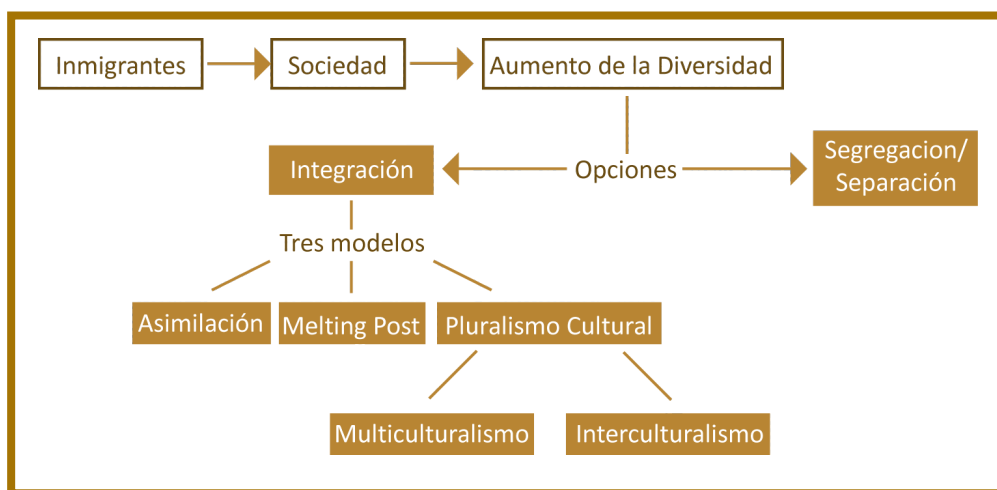 Inmigrantes
Sociedad
Aumento de la Diversidad
Integración
Opciones
Segregacion/
Separación
Tres modelos
Asimilación
Melting Post
Pluralismo Cultural
Multiculturalismo
Interculturalismo